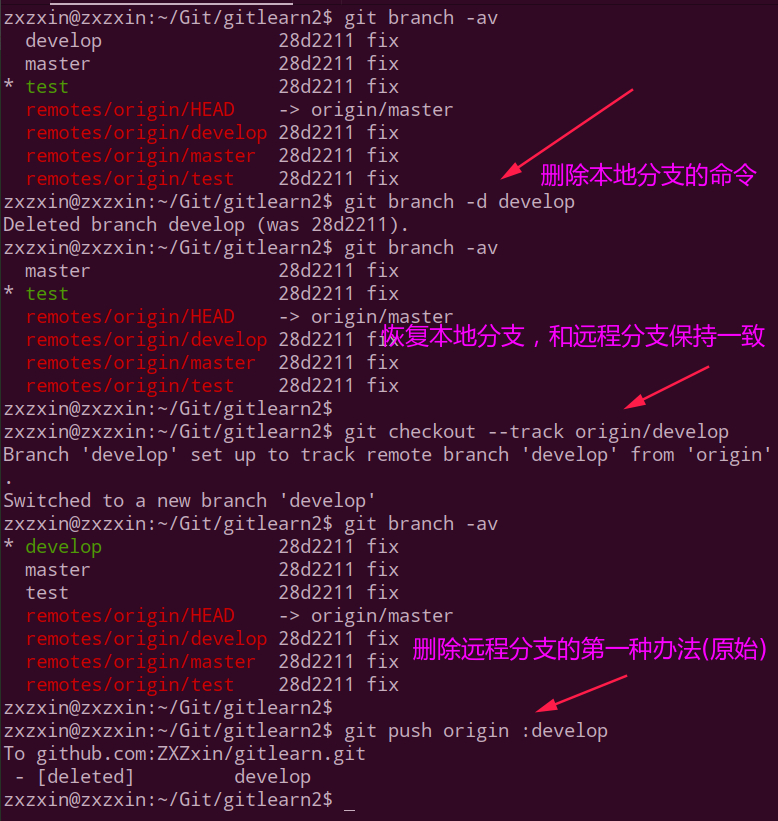 zxzxin@zxzxin:~/Git/gitlearn2$ git branch -av
develop 28d2211 fix
master 28d2211 fix
* test 28d2211 fix
remotes/origin/HEAD -> origin/master
remotes/origin/develop 28d2211 fix
remotes/origin/master 28d2211 fix
remotes/origin/test 28d2211 fix
删除本地分支的命令
zxzxin@zxzxin:~/Git/gitlearn2$ git branch -d develop
Deleted branch develop (was 28d2211).
zxzxin@zxzxin:~/Git/gitlearn2$ git branch -av
master 28d2211 fix
* test 28d2211 fix
remotes/origin/HEAD -> origin/master
remotes/origin/develop 28d2211 fix
恢复本地分支，和远程分支保持一致
remotes/origin/master 28d2211 fix
remotes/origin/test 28d2211 fix
zxzxin@zxzxin:~/Git/gitlearn2$
zxzxin@zxzxin:~/Git/gitlearn2$ git checkout --track origin/develop
Branch 'develop' set up to track remote branch 'develop' from 'origin'
.
Switched to a new branch 'develop'
zxzxin@zxzxin:~/Git/gitlearn2$ git branch -av
* develop 28d2211 fix
master 28d2211 fix
test 28d2211 fix
remotes/origin/HEAD -> origin/master
remotes/origin/develop 28d2211 fix
删除远程分支的第一种办法(原始)
remotes/origin/master 28d2211 fix
remotes/origin/test 28d2211 fix
zxzxin@zxzxin:~/Git/gitlearn2$
zxzxin@zxzxin:~/Git/gitlearn2$ git push origin :develop
To github.com:ZXZxin/gitlearn.git
- [deleted] develop
zxzxin@zxzxin:~/Git/gitlearn2$ _